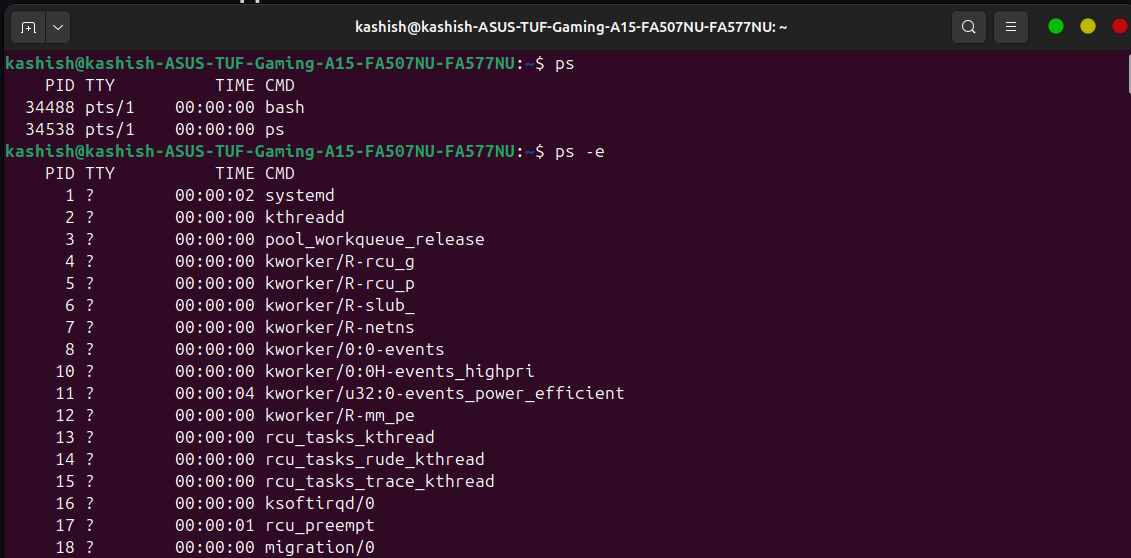 kashish@kashish-ASUS-TUF-Gaming-A15-FA507NU-FA577NU: ~
kashish@kashish-ASUS-TUF-Gaming-A15-FA507NU-FA577NU:~$ ps
    PID TTY          TIME CMD
  34488 pts/1    00:00:00 bash
  34538 pts/1    00:00:00 ps
kashish@kashish-ASUS-TUF-Gaming-A15-FA507NU-FA577NU:~$ ps -e
    PID TTY          TIME CMD
      1 ?        00:00:02 systemd
      2 ?        00:00:00 kthreadd
      3 ?        00:00:00 pool_workqueue_release
      4 ?        00:00:00 kworker/R-rcu_g
      5 ?        00:00:00 kworker/R-rcu_p
      6 ?        00:00:00 kworker/R-slub_
      7 ?        00:00:00 kworker/R-netns
      8 ?        00:00:00 kworker/0:0-events
     10 ?        00:00:00 kworker/0:0H-events_highpri
     11 ?        00:00:04 kworker/u32:0-events_power_efficient
     12 ?        00:00:00 kworker/R-mm_pe
     13 ?        00:00:00 rcu_tasks_kthread
     14 ?        00:00:00 rcu_tasks_rude_kthread
     15 ?        00:00:00 rcu_tasks_trace_kthread
     16 ?        00:00:00 ksoftirqd/0
     17 ?        00:00:01 rcu_preempt
     18 ?        00:00:00 migration/0